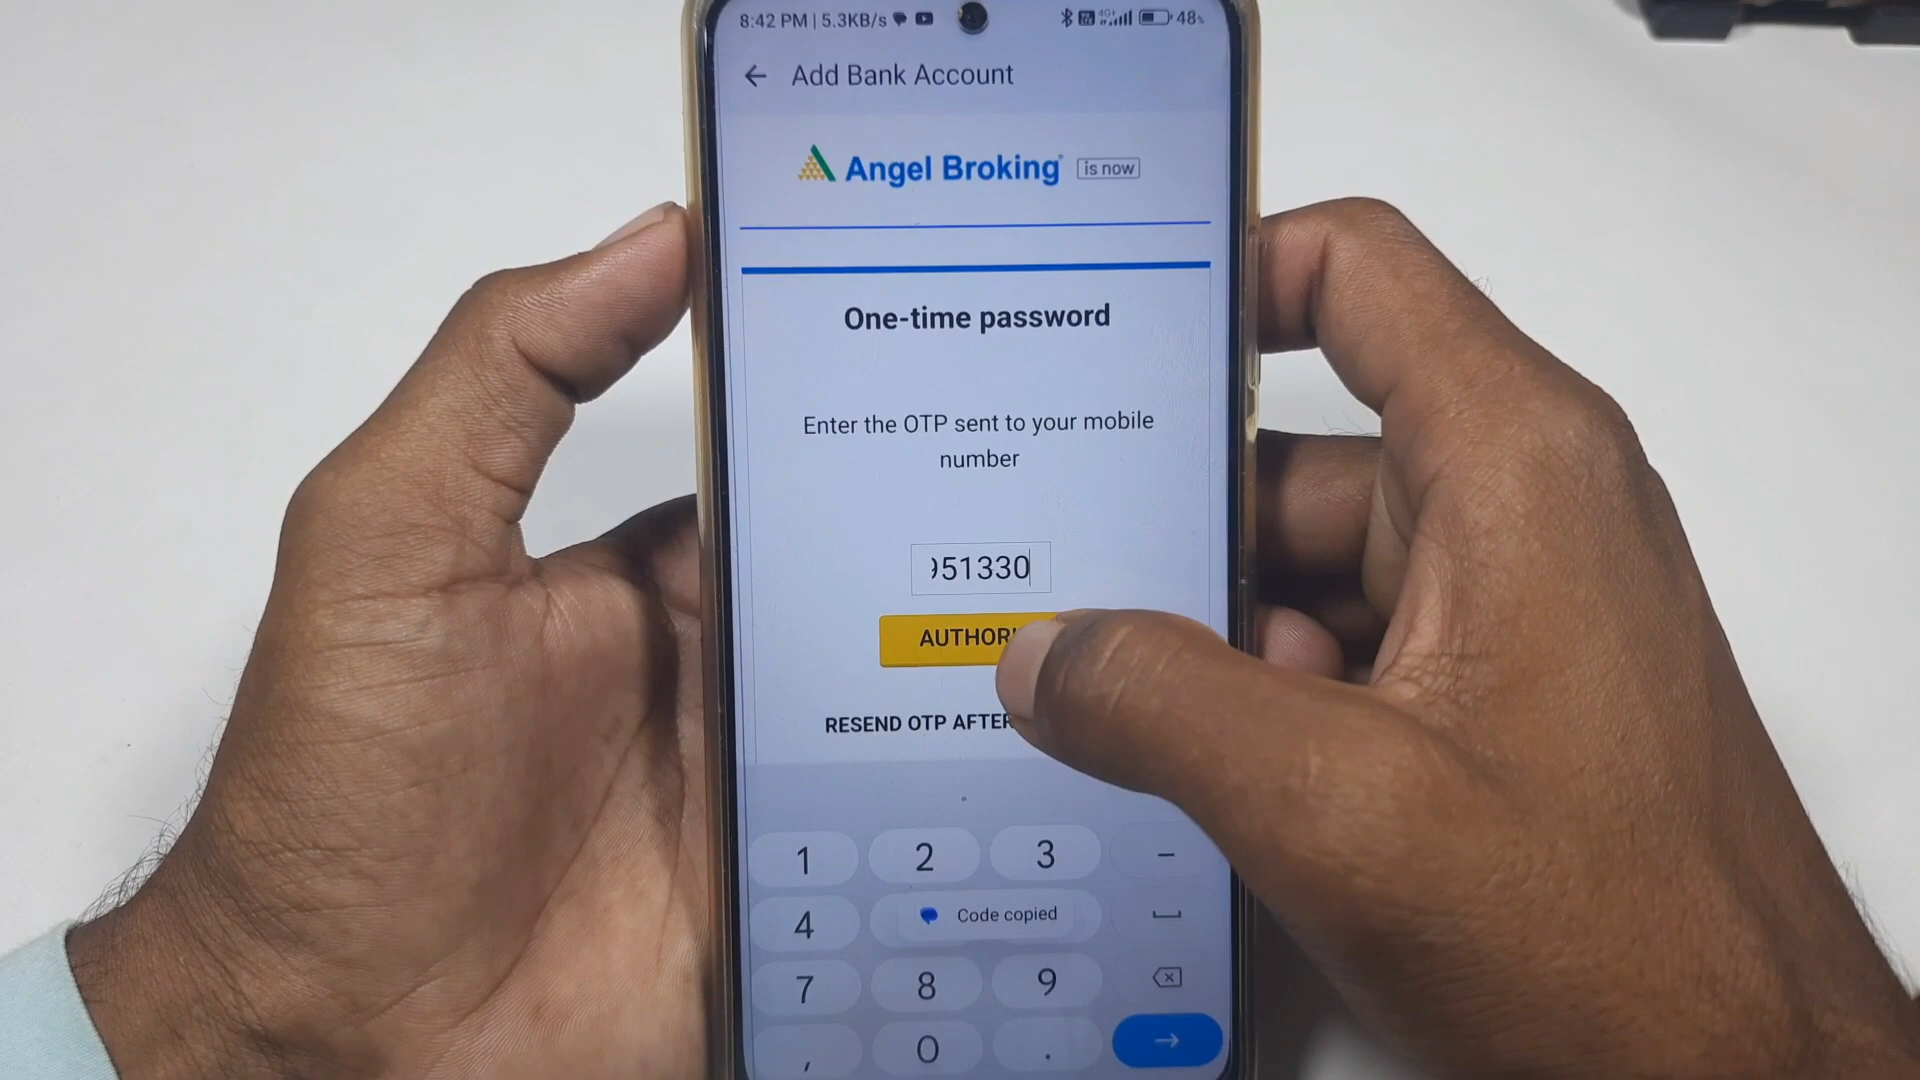 8:42 PM | 5.3KB/s
4G+
48%
Add Bank Account
Angel Broking is now
One-time password
Enter the OTP sent to your mobile
number
51330
AUTHORI
RESEND OTP AFTER
1 2 3 -
4 Code copied
7 8 9
, 0 .